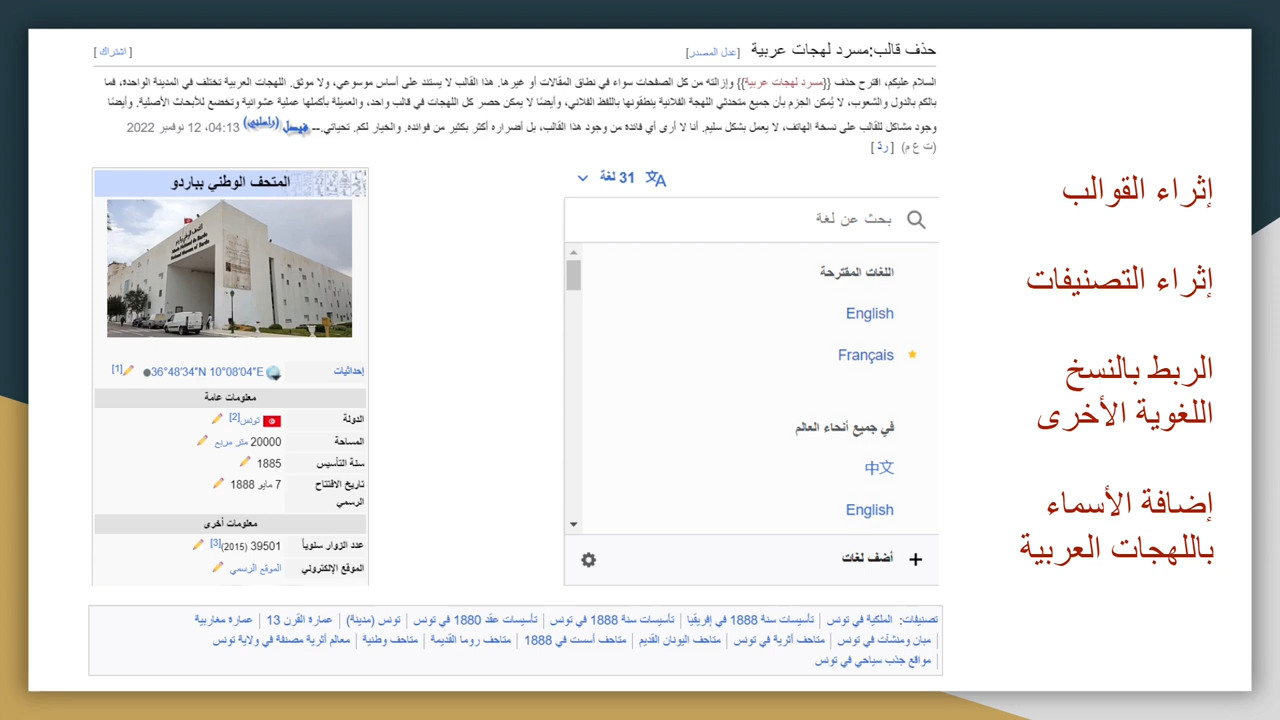 حذف قالب:مسرد لهجات عربية [عدل المصدر]
[ اشتراك ]
السلام عليكم، اقترح حذف {{مسرد لهجات عربية}} وإزالته من كل الصفحات سواء في نطاق المقالات أو غيرها. هذا القالب لا يستند على أساس موسوعي، ولا موثق. اللهجات العربية تختلف في المدينة الواحدة، فما
بالكم بالدول والشعوب، لا يُمكن الجزم بأن جميع متحدثي اللهجة الفلانية ينطقونها باللفظ الفلاني، وأيضًا لا يمكن حصر كل اللهجات في قالب واحد، والعميلة بأكملها عملية عشوائية وتخضع للأبحاث الأصلية. وأيضًا
وجود مشاكل للقالب على نسخة الهاتف، لا يعمل بشكل سليم. أنا لا أرى أي فائدة من وجود هذا القالب، بل أضراره أكثر بكثير من فوائده. والخيار لكم. تحياتي.-- فيصل (راسلني) 04:13، 12 نوفمبر 2022
(ت ع م) [ ردّ ]
إثراء القوالب
إثراء التصنيفات
الربط بالنسخ
اللغوية الأخرى
إضافة الأسماء
باللهجات العربية
31 لغة
بحث عن لغة
اللغات المقترحة
English
Français
في جميع أنحاء العالم
中文
English
أضف لغات
المتحف الوطني بباردو
إحداثيات 36°48′34″N 10°08′04″E [1]
معلومات عامة
الدولة تونس[2]
المساحة 20000 متر مربع
سنة التأسيس 1885
تاريخ الافتتاح الرسمي 7 مايو 1888
معلومات أخرى
عدد الزوار سنوياً 39501 (2015)[3]
الموقع الإلكتروني الموقع الرسمي
تصنيفات: الملكية في تونس | تأسيسات سنة 1888 في إفريقيا | تأسيسات سنة 1888 في تونس | تأسيسات عقد 1880 في تونس | تونس (مدينة) | عمارة القرن 13 | عمارة مغاربية
مبان ومنشآت في تونس | متاحف أثرية في تونس | متاحف اليونان القديم | متاحف أسست في 1888 | متاحف روما القديمة | متاحف وطنية | معالم أثرية مصنفة في ولاية تونس
مواقع جذب سياحي في تونس